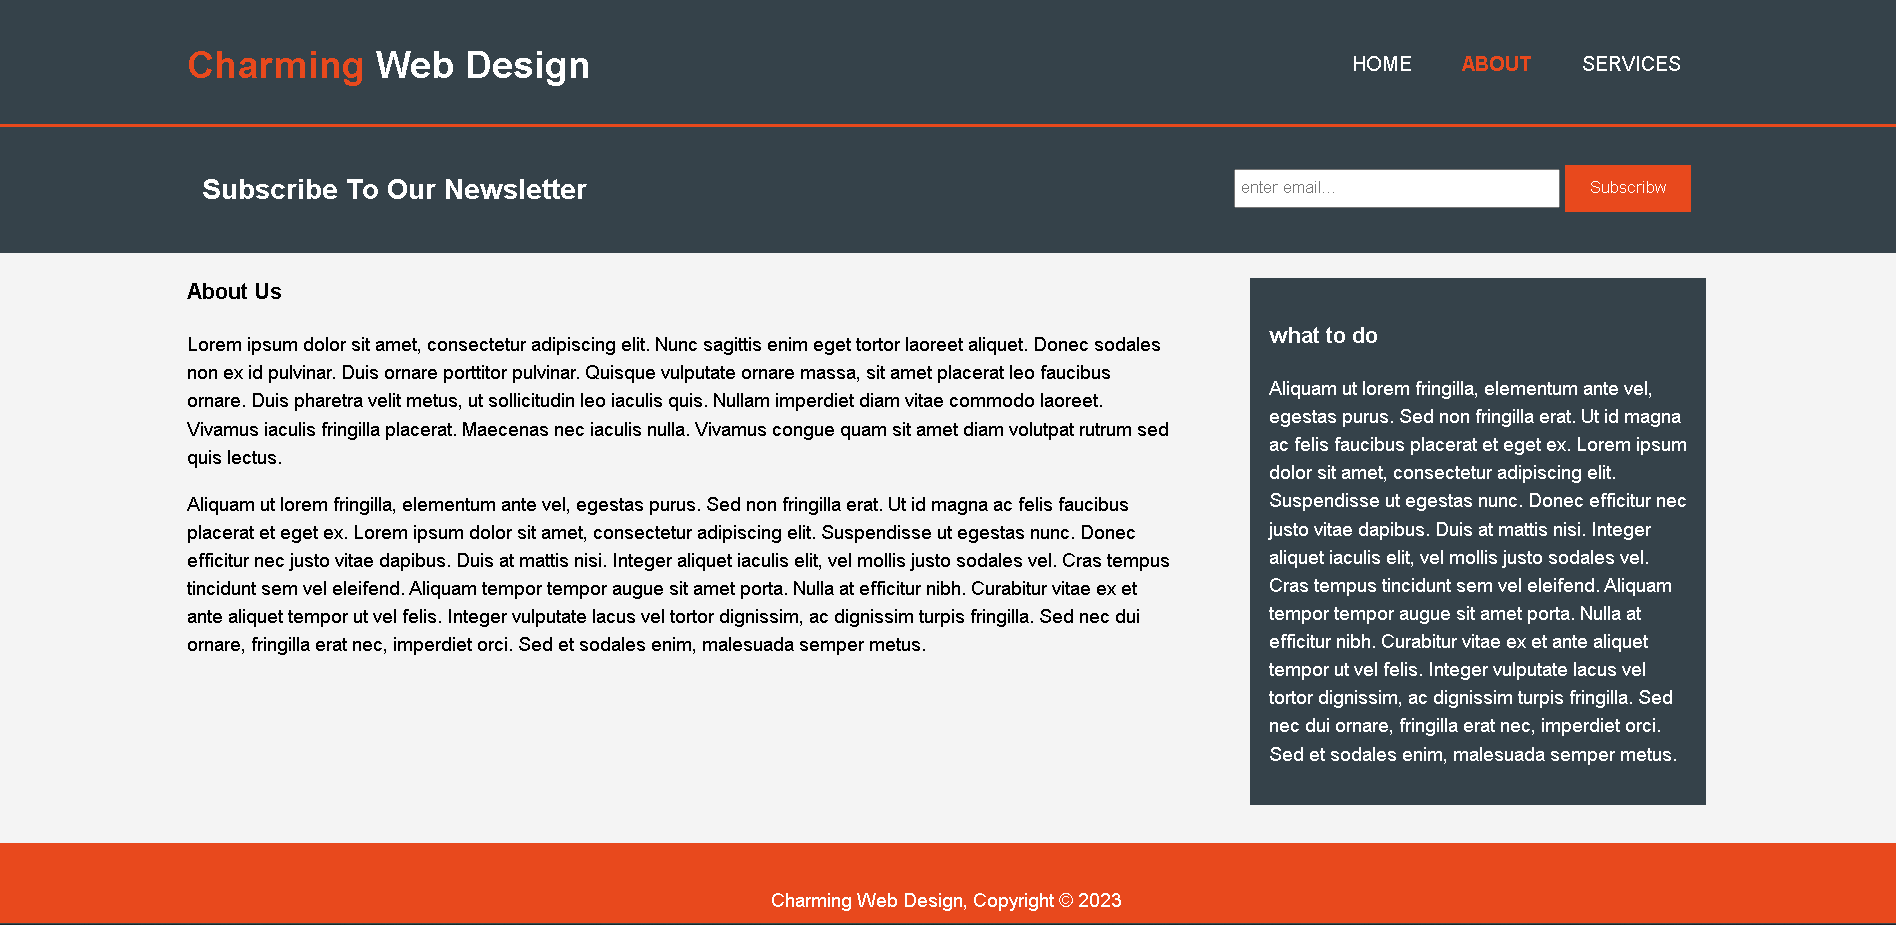 Charming Web Design
HOME ABOUT SERVICES
Subscribe To Our Newsletter
enter email...
Subscribw
About Us
Lorem ipsum dolor sit amet, consectetur adipiscing elit. Nunc sagittis enim eget tortor laoreet aliquet. Donec sodales
non ex id pulvinar. Duis ornare porttitor pulvinar. Quisque vulputate ornare massa, sit amet placerat leo faucibus
ornare. Duis pharetra velit metus, ut sollicitudin leo iaculis quis. Nullam imperdiet diam vitae commodo laoreet.
Vivamus iaculis fringilla placerat. Maecenas nec iaculis nulla. Vivamus congue quam sit amet diam volutpat rutrum sed
quis lectus.
Aliquam ut lorem fringilla, elementum ante vel, egestas purus. Sed non fringilla erat. Ut id magna ac felis faucibus
placerat et eget ex. Lorem ipsum dolor sit amet, consectetur adipiscing elit. Suspendisse ut egestas nunc. Donec
efficitur nec justo vitae dapibus. Duis at mattis nisi. Integer aliquet iaculis elit, vel mollis justo sodales vel. Cras tempus
tincidunt sem vel eleifend. Aliquam tempor tempor augue sit amet porta. Nulla at efficitur nibh. Curabitur vitae ex et
ante aliquet tempor ut vel felis. Integer vulputate lacus vel tortor dignissim, ac dignissim turpis fringilla. Sed nec dui
ornare, fringilla erat nec, imperdiet orci. Sed et sodales enim, malesuada semper metus.
what to do
Aliquam ut lorem fringilla, elementum ante vel,
egestas purus. Sed non fringilla erat. Ut id magna
ac felis faucibus placerat et eget ex. Lorem ipsum
dolor sit amet, consectetur adipiscing elit.
Suspendisse ut egestas nunc. Donec efficitur nec
justo vitae dapibus. Duis at mattis nisi. Integer
aliquet iaculis elit, vel mollis justo sodales vel.
Cras tempus tincidunt sem vel eleifend. Aliquam
tempor tempor augue sit amet porta. Nulla at
efficitur nibh. Curabitur vitae ex et ante aliquet
tempor ut vel felis. Integer vulputate lacus vel
tortor dignissim, ac dignissim turpis fringilla. Sed
nec dui ornare, fringilla erat nec, imperdiet orci.
Sed et sodales enim, malesuada semper metus.
Charming Web Design, Copyright © 2023